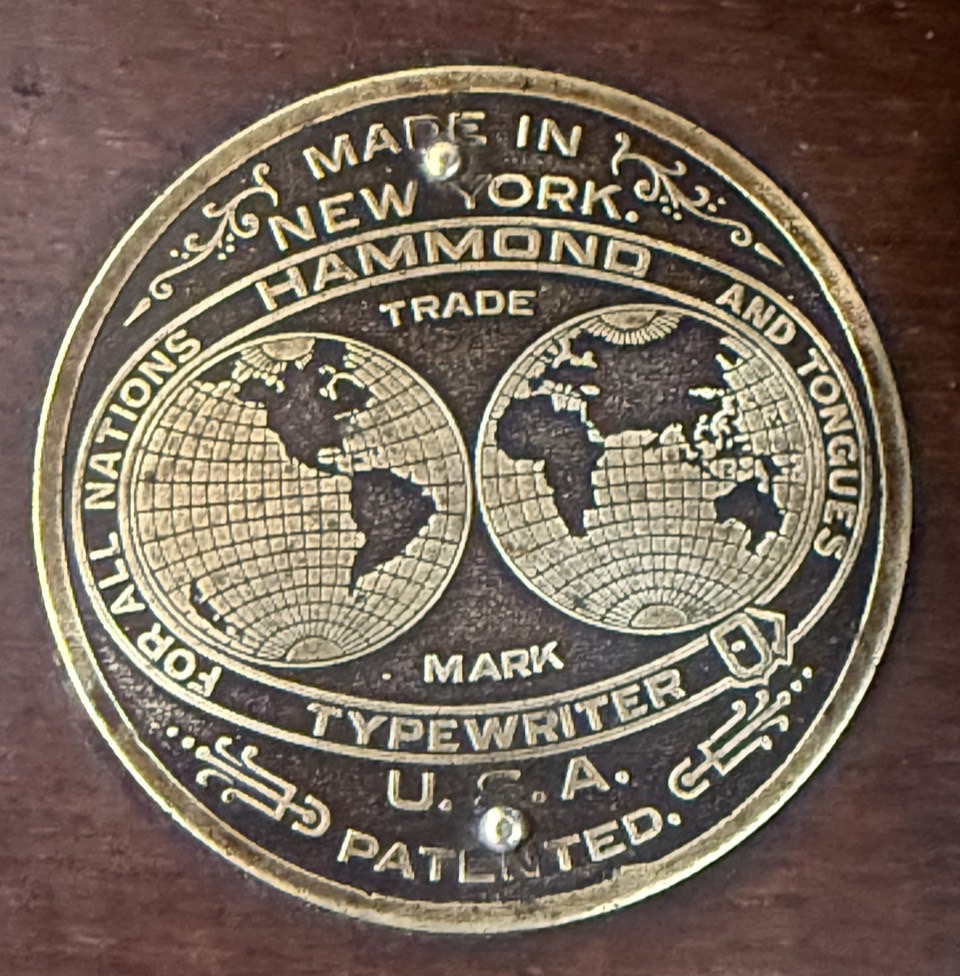 MADE IN
NEW YORK.
HAMMOND
TRADE
FOR ALL NATIONS
AND TONGUES
MARK
TYPEWRITER
U.S.A.
PATENTED.